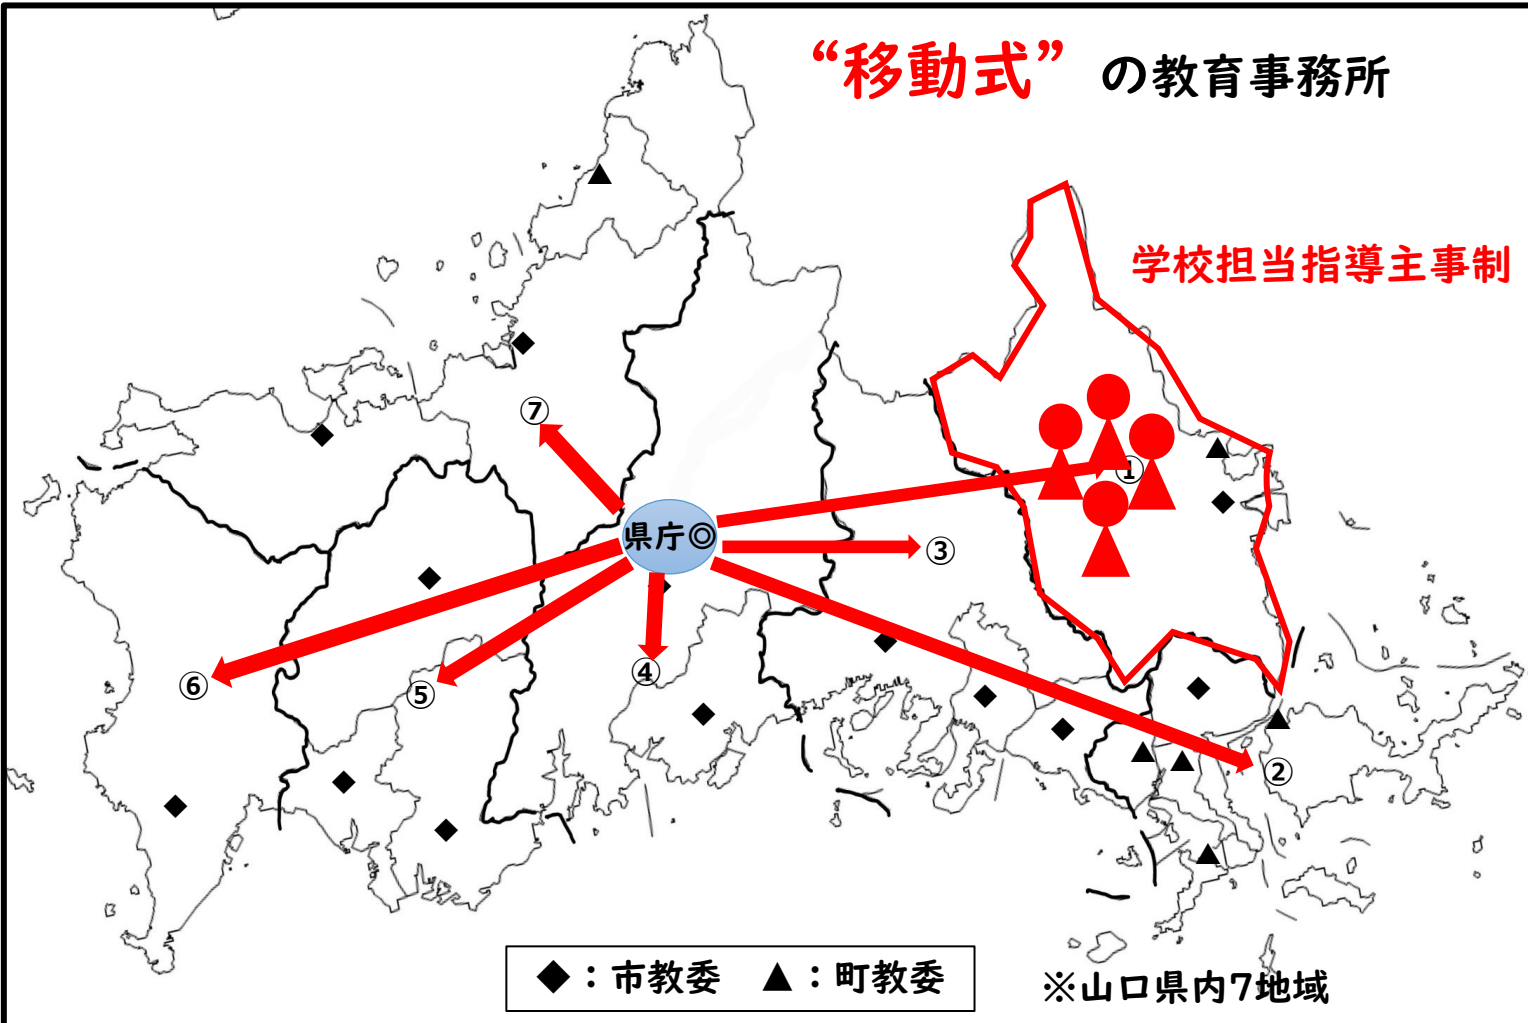 “移動式” の教育事務所
学校担当指導主事制
⑦
①
県庁◎
③
⑥
⑤
④
②
◆：市教委 ▲：町教委
※山口県内7地域